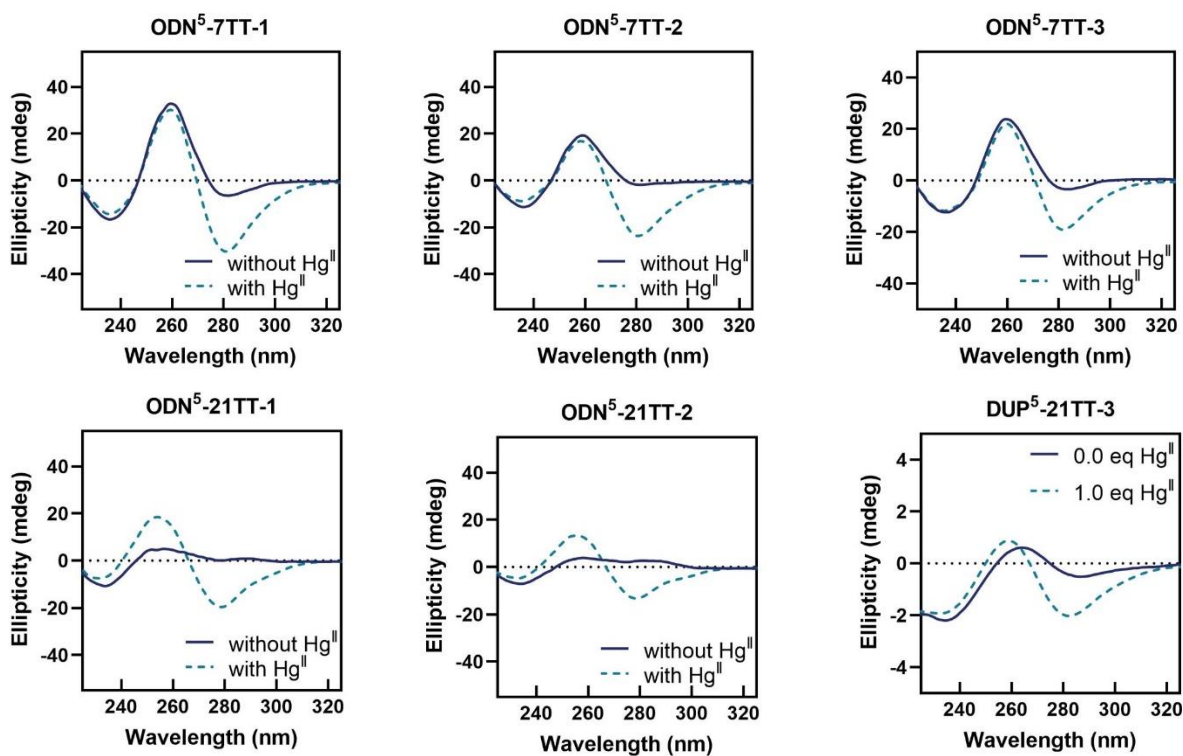 ODN⁵-7TT-1
ODN⁵-7TT-2
ODN⁵-7TT-3
Ellipticity (mdeg)
40
20
0
-20
-40
without Hgᴵᴵ
with Hgᴵᴵ
240 260 280 300 320
Wavelength (nm)
Ellipticity (mdeg)
40
20
0
-20
-40
without Hgᴵᴵ
with Hgᴵᴵ
240 260 280 300 320
Wavelength (nm)
Ellipticity (mdeg)
40
20
0
-20
-40
without Hgᴵᴵ
with Hgᴵᴵ
240 260 280 300 320
Wavelength (nm)
ODN⁵-21TT-1
ODN⁵-21TT-2
DUP⁵-21TT-3
Ellipticity (mdeg)
40
20
0
-20
-40
without Hgᴵᴵ
with Hgᴵᴵ
240 260 280 300 320
Wavelength (nm)
Ellipticity (mdeg)
40
20
0
-20
-40
without Hgᴵᴵ
with Hgᴵᴵ
240 260 280 300 320
Wavelength (nm)
Ellipticity (mdeg)
4
2
0
-2
-4
0.0 eq Hgᴵᴵ
1.0 eq Hgᴵᴵ
240 260 280 300 320
Wavelength (nm)